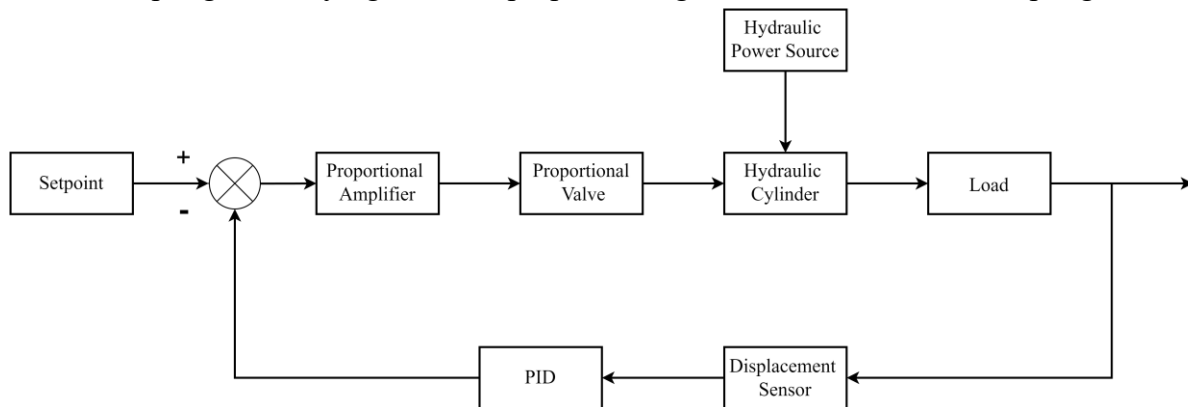 Hydraulic
Power Source
+
Setpoint
-
Proportional
Amplifier
Proportional
Valve
Hydraulic
Cylinder
Load
PID
Displacement
Sensor